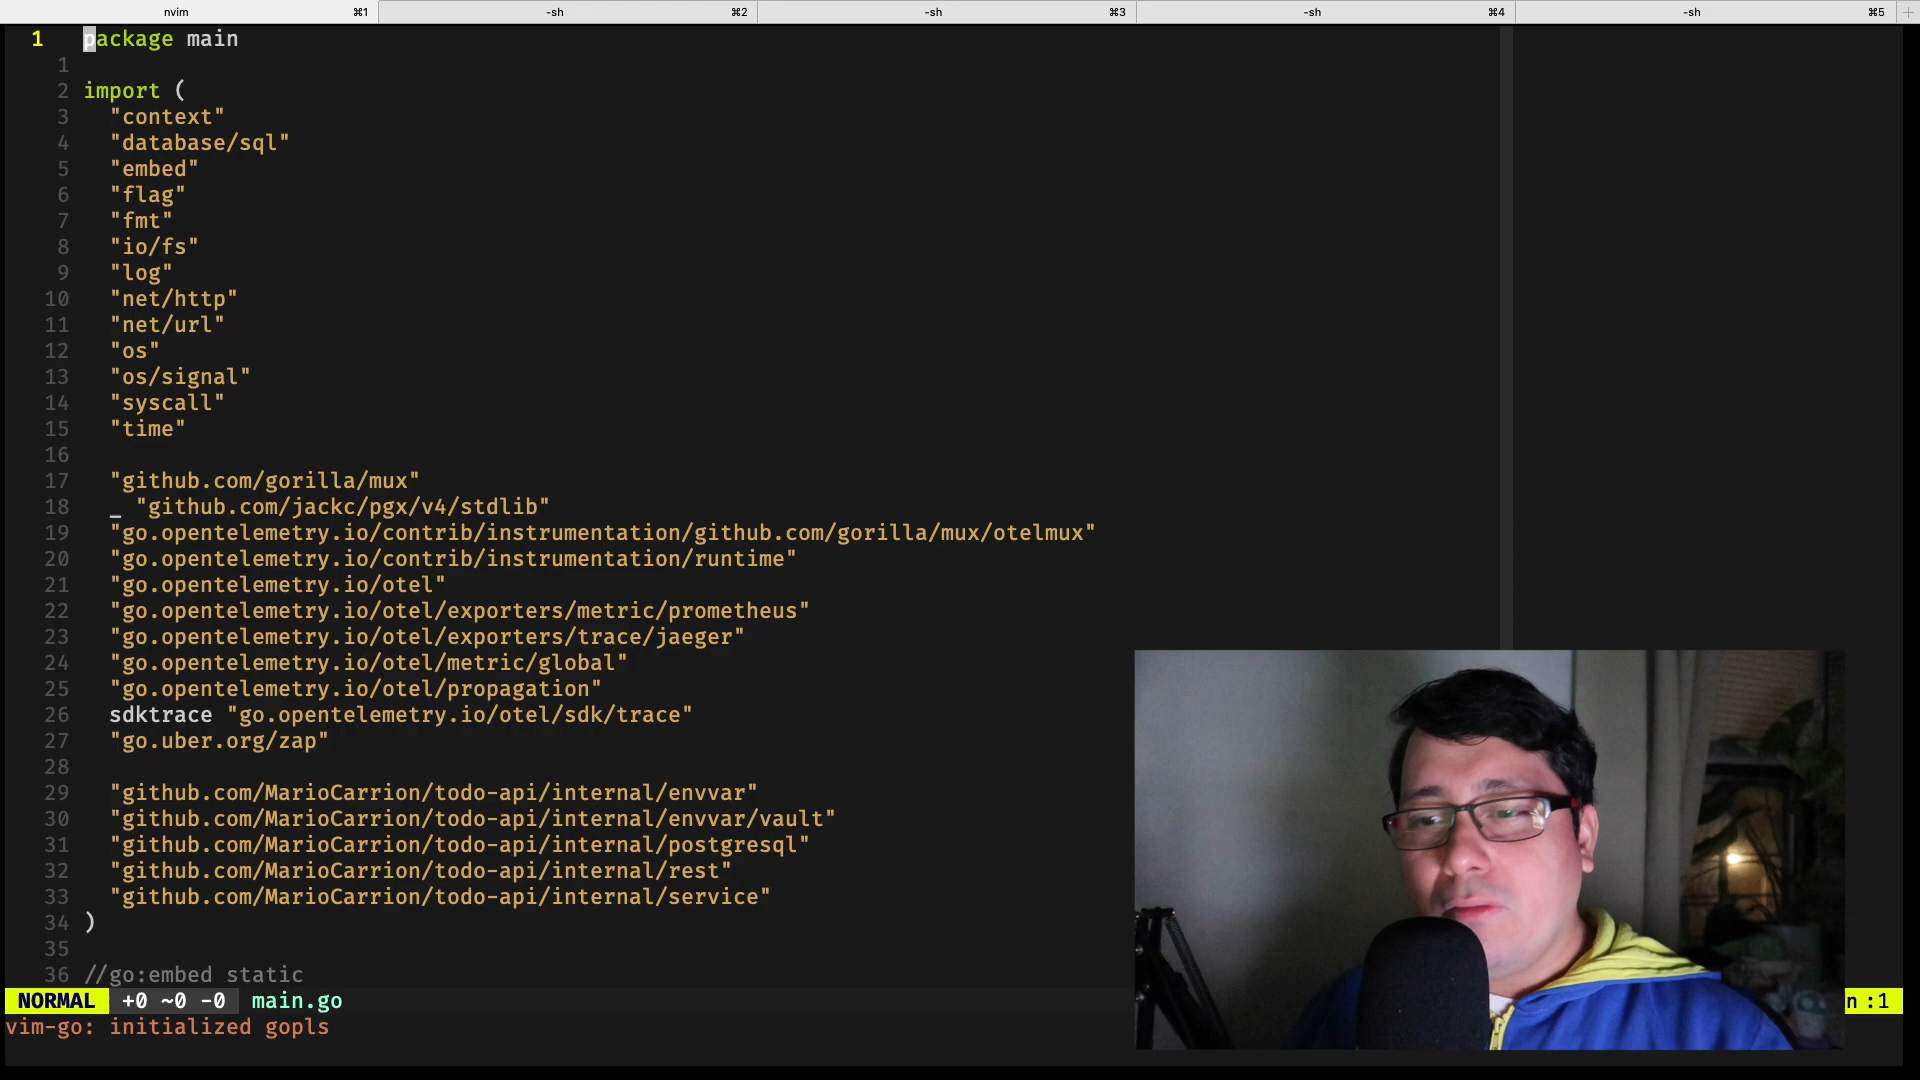 nvim ⌘1 -sh ⌘2 -sh ⌘3 -sh ⌘4 -sh ⌘5 +
1 package main
1
2 import (
3 "context"
4 "database/sql"
5 "embed"
6 "flag"
7 "fmt"
8 "io/fs"
9 "log"
10 "net/http"
11 "net/url"
12 "os"
13 "os/signal"
14 "syscall"
15 "time"
16
17 "github.com/gorilla/mux"
18 _ "github.com/jackc/pgx/v4/stdlib"
19 "go.opentelemetry.io/contrib/instrumentation/github.com/gorilla/mux/otelmux"
20 "go.opentelemetry.io/contrib/instrumentation/runtime"
21 "go.opentelemetry.io/otel"
22 "go.opentelemetry.io/otel/exporters/metric/prometheus"
23 "go.opentelemetry.io/otel/exporters/trace/jaeger"
24 "go.opentelemetry.io/otel/metric/global"
25 "go.opentelemetry.io/otel/propagation"
26 sdktrace "go.opentelemetry.io/otel/sdk/trace"
27 "go.uber.org/zap"
28
29 "github.com/MarioCarrion/todo-api/internal/envvar"
30 "github.com/MarioCarrion/todo-api/internal/envvar/vault"
31 "github.com/MarioCarrion/todo-api/internal/postgresql"
32 "github.com/MarioCarrion/todo-api/internal/rest"
33 "github.com/MarioCarrion/todo-api/internal/service"
34 )
35
36 //go:embed static
NORMAL +0 ~0 -0 main.go n :1
vim-go: initialized gopls